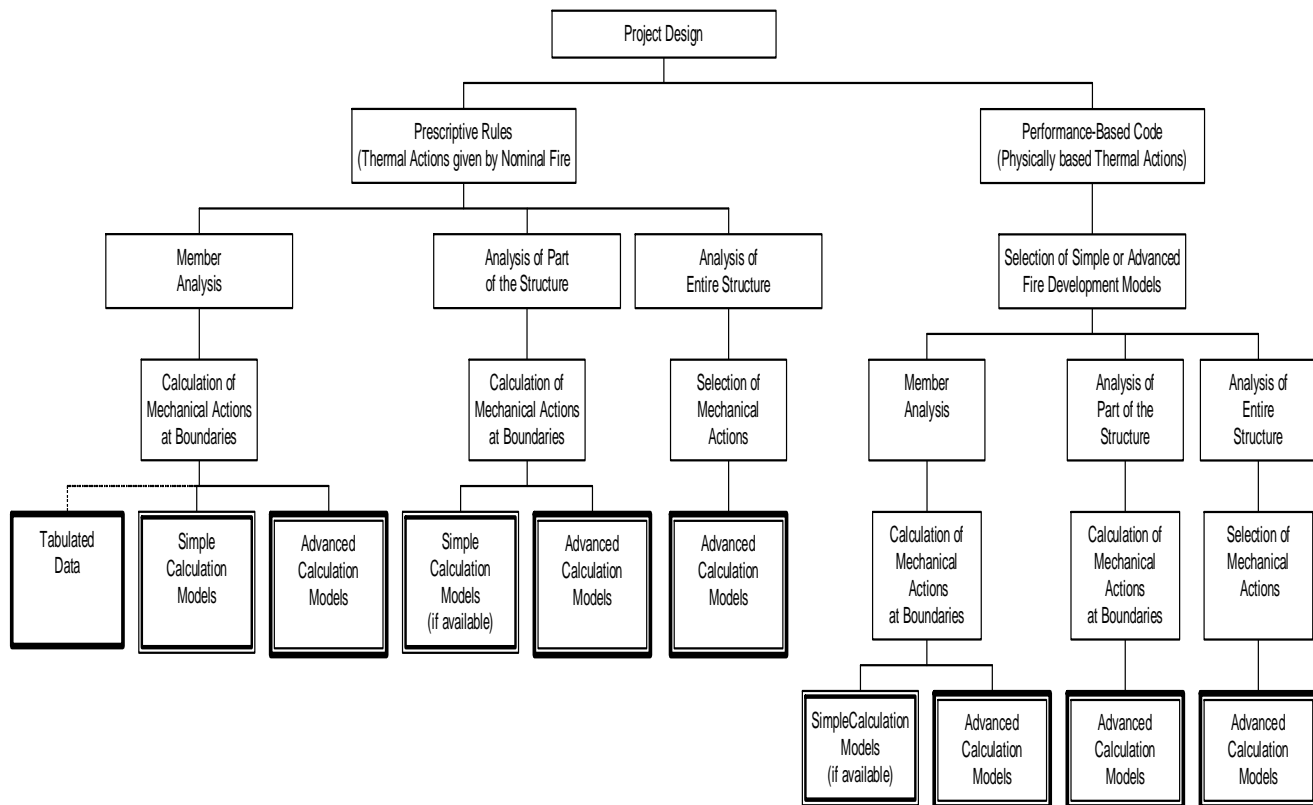 Project Design
Prescriptive Rules
(Thermal Actions given by Nominal Fire
Performance-Based Code
(Physically based Thermal Actions)
Member
Analysis
Analysis of Part
of the Structure
Analysis of
Entire Structure
Selection of Simple or Advanced
Fire Development Models
Calculation of
Mechanical Actions
at Boundaries
Calculation of
Mechanical Actions
at Boundaries
Selection of
Mechanical
Actions
Member
Analysis
Analysis of
Part of the
Structure
Analysis of
Entire
Structure
Tabulated
Data
Simple
Calculation
Models
Advanced
Calculation
Models
Simple
Calculation
Models
(if available)
Advanced
Calculation
Models
Advanced
Calculation
Models
Calculation of
Mechanical
Actions
at Boundaries
Calculation of
Mechanical
Actions
at Boundaries
Selection of
Mechanical
Actions
SimpleCalculation
Models
(if available)
Advanced
Calculation
Models
Advanced
Calculation
Models
Advanced
Calculation
Models